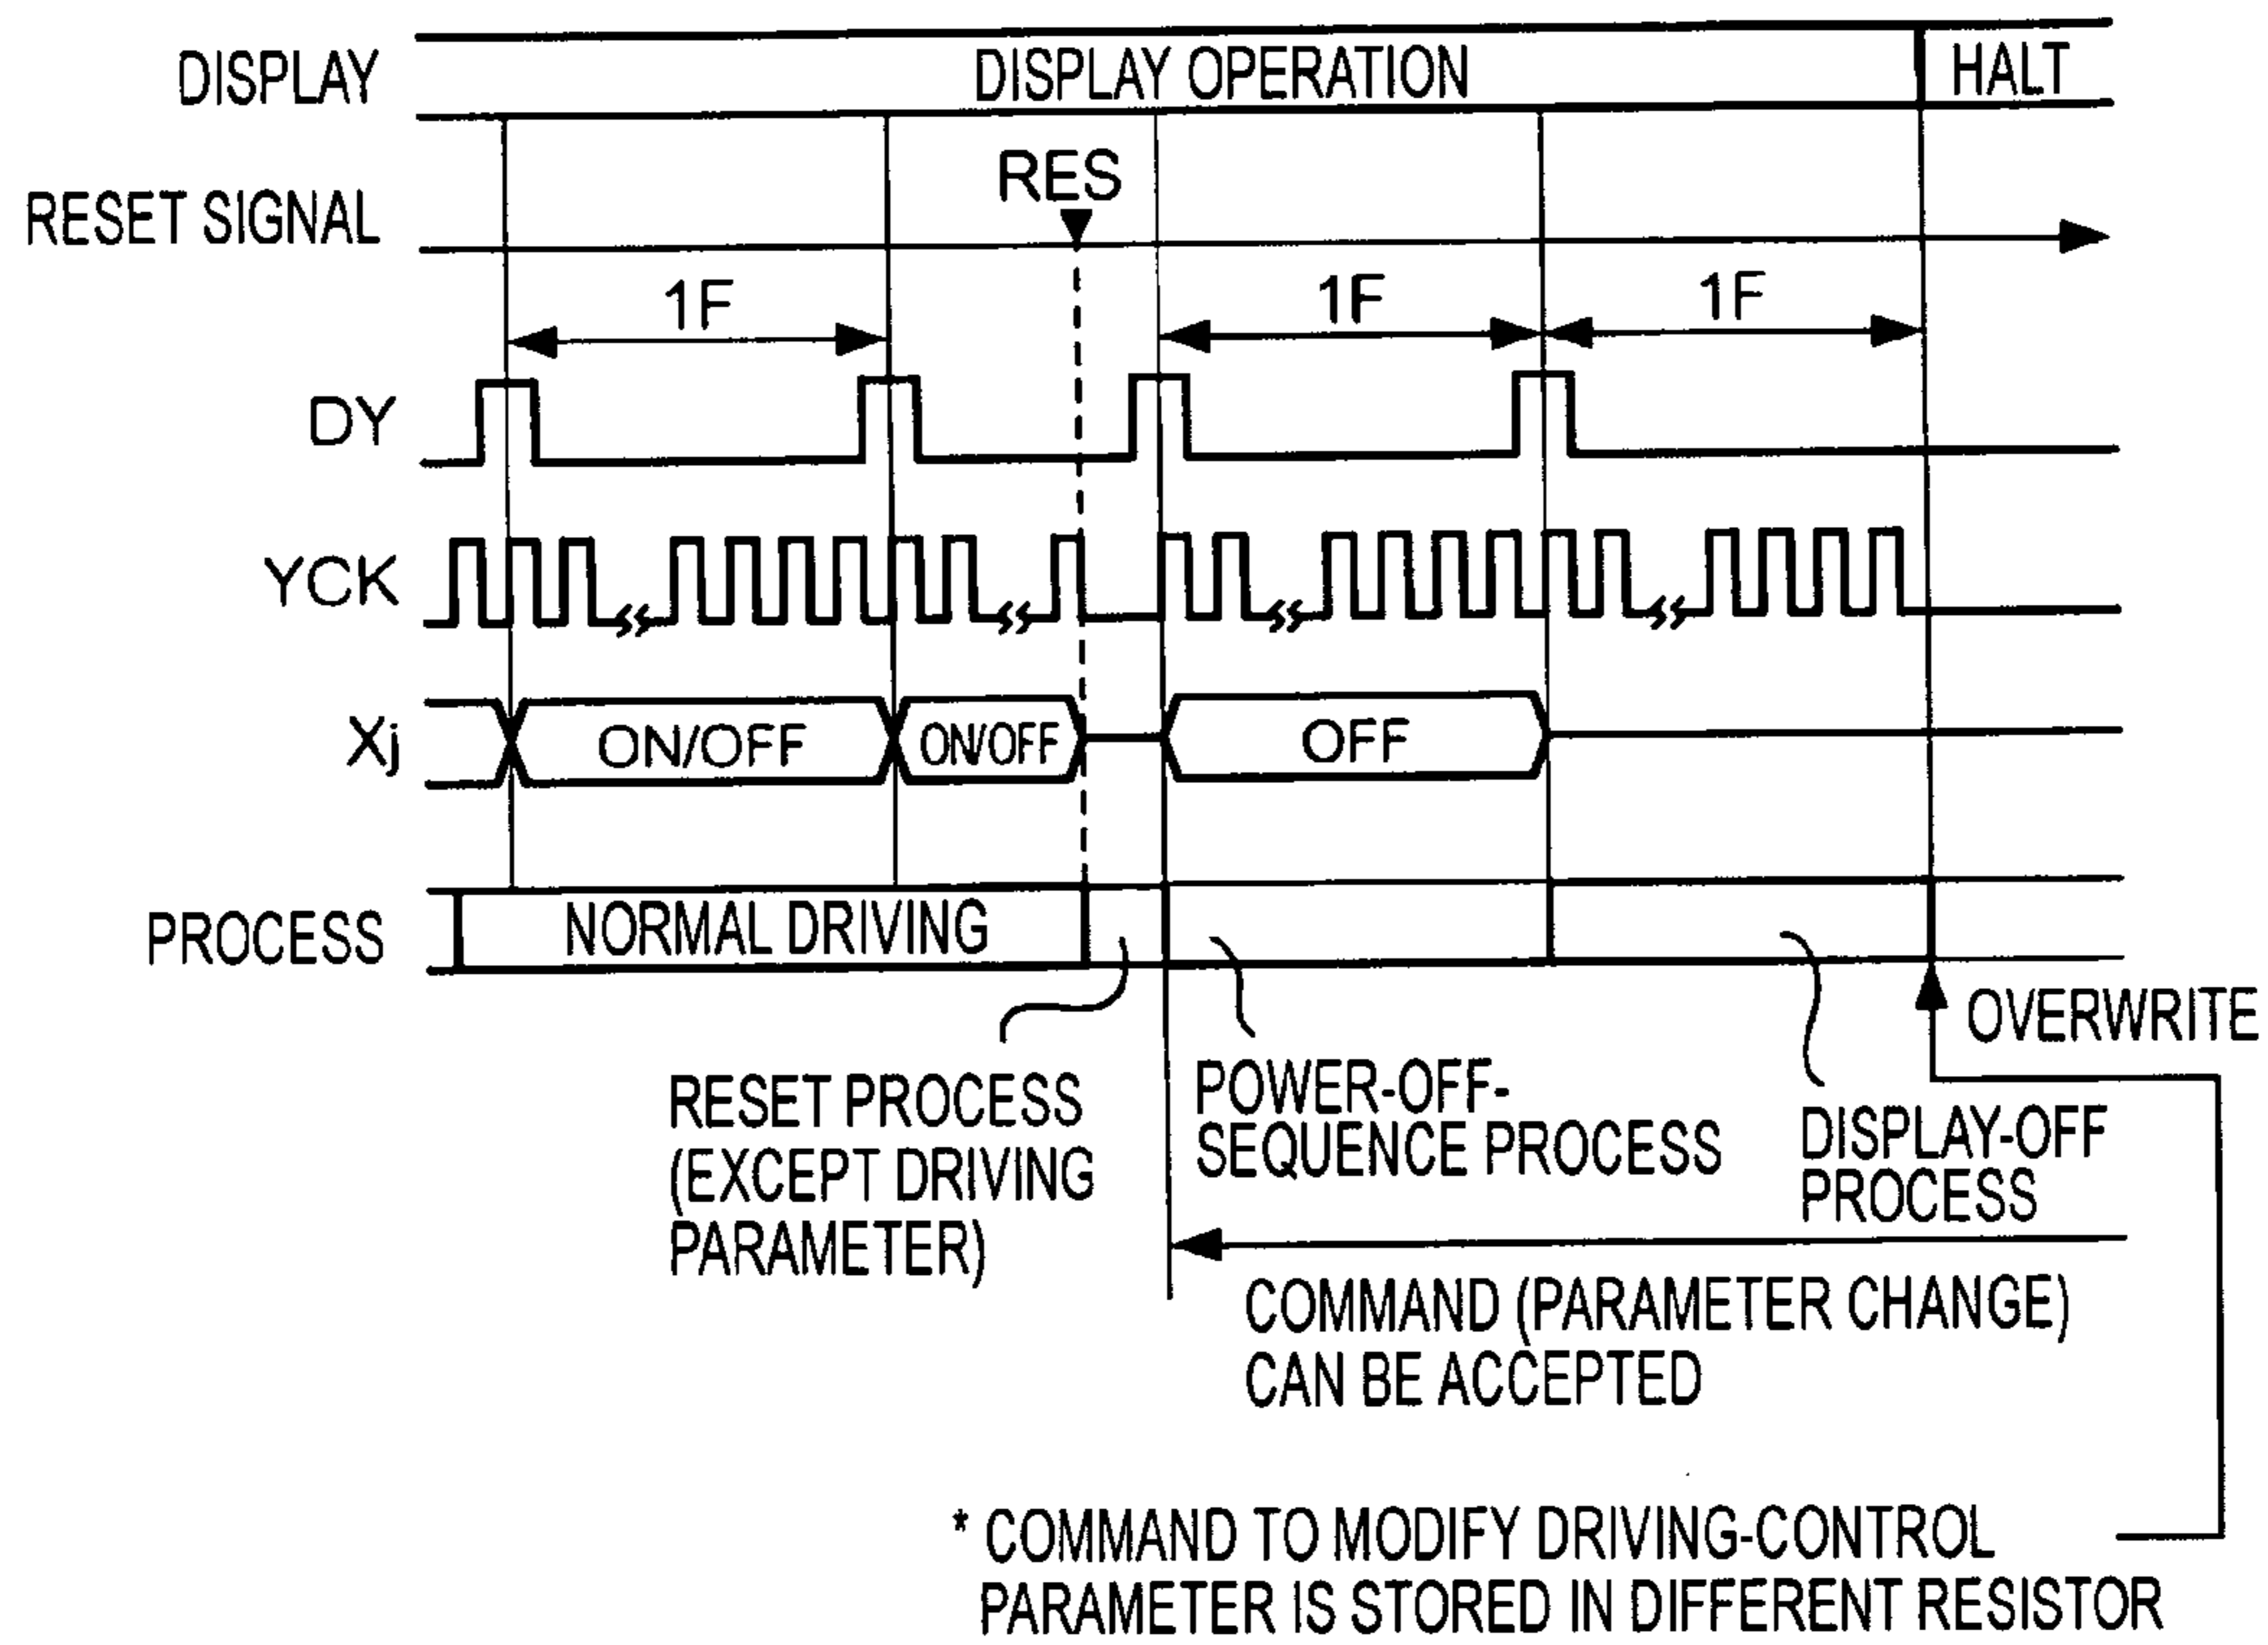 DISPLAY
DISPLAY OPERATION
HALT
RESET SIGNAL
RES
1F
1F
1F
DY
YCK
Xj
ON/OFF
ON/OFF
OFF
PROCESS
NORMAL DRIVING
OVERWRITE
RESET PROCESS
(EXCEPT DRIVING
PARAMETER)
POWER-OFF-
SEQUENCE PROCESS
DISPLAY-OFF
PROCESS
COMMAND (PARAMETER CHANGE)
CAN BE ACCEPTED
* COMMAND TO MODIFY DRIVING-CONTROL
PARAMETER IS STORED IN DIFFERENT RESISTOR